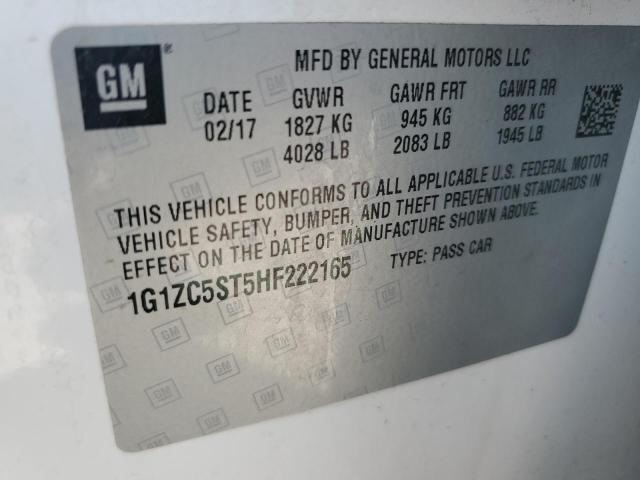 GM ®
MFD BY GENERAL MOTORS LLC
DATE GVWR GAWR FRT GAWR RR
02/17 1827 KG 945 KG 882 KG
4028 LB 2083 LB 1945 LB
THIS VEHICLE CONFORMS TO ALL APPLICABLE U.S. FEDERAL MOTOR
VEHICLE SAFETY, BUMPER, AND THEFT PREVENTION STANDARDS IN
EFFECT ON THE DATE OF MANUFACTURE SHOWN ABOVE.
1G1ZC5ST5HF222165 TYPE: PASS CAR